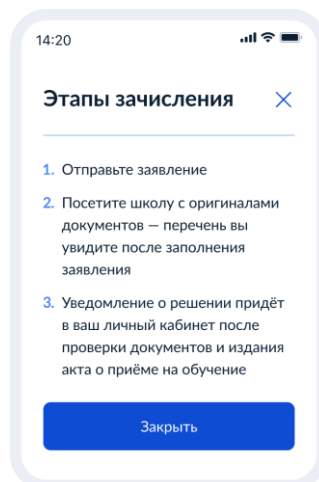 14:20
Этапы зачисления
1. Отправьте заявление
2. Посетите школу с оригиналами
документов — перечень вы
увидите после заполнения
заявления
3. Уведомление о решении придёт
в ваш личный кабинет после
проверки документов и издания
акта о приёме на обучение
Закрыть